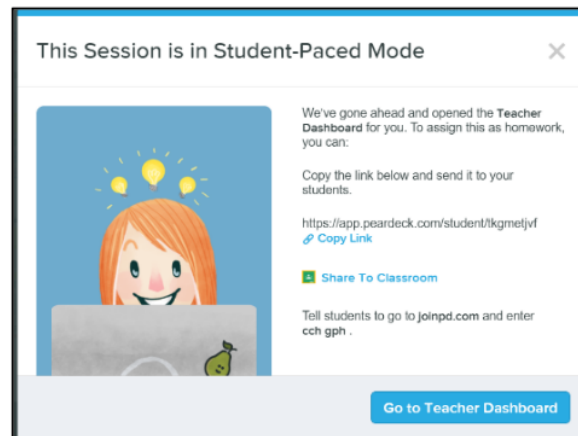 This Session is in Student-Paced Mode
We've gone ahead and opened the Teacher
Dashboard for you. To assign this as homework,
you can:
Copy the link below and send it to your
students.
https://app.peardeck.com/student/tkgmetjvf
Copy Link
Share To Classroom
Tell students to go to joinpd.com and enter
cch gph .
Go to Teacher Dashboard